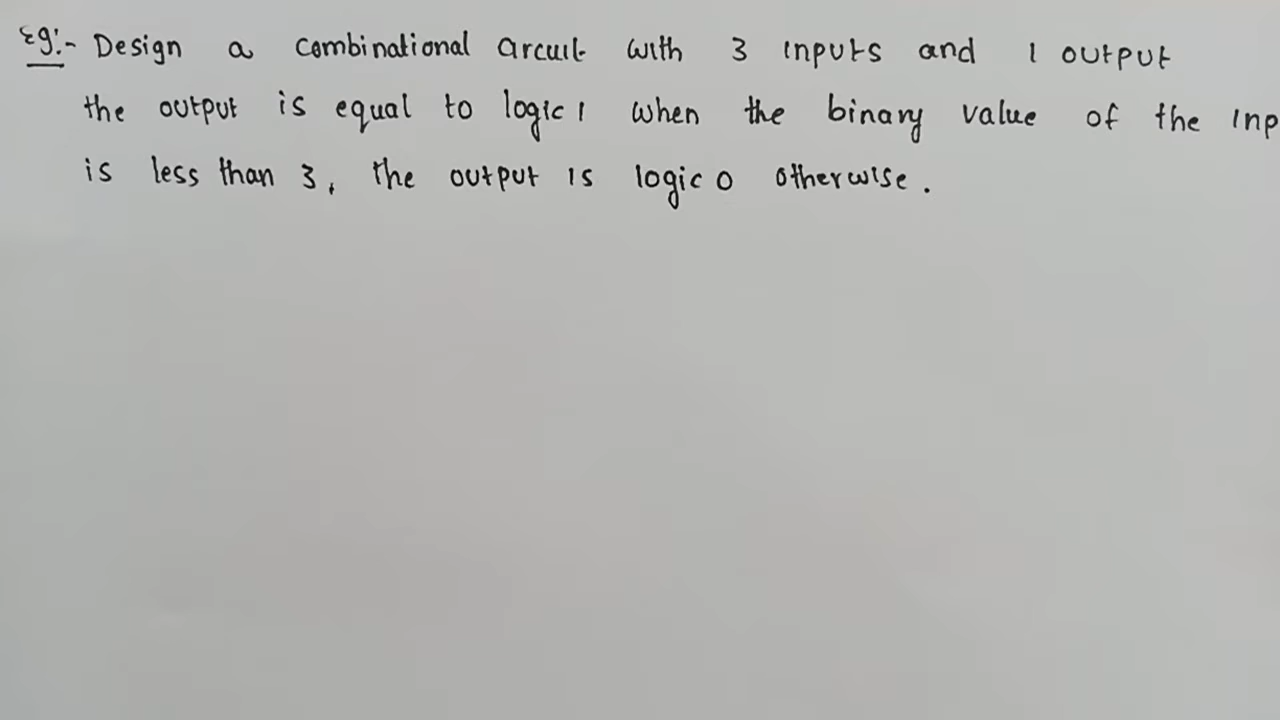 Eg:- Design a combinational circuit with 3 inputs and 1 output
the output is equal to logic 1 when the binary value of the inp
is less than 3, the output is logic 0 otherwise.